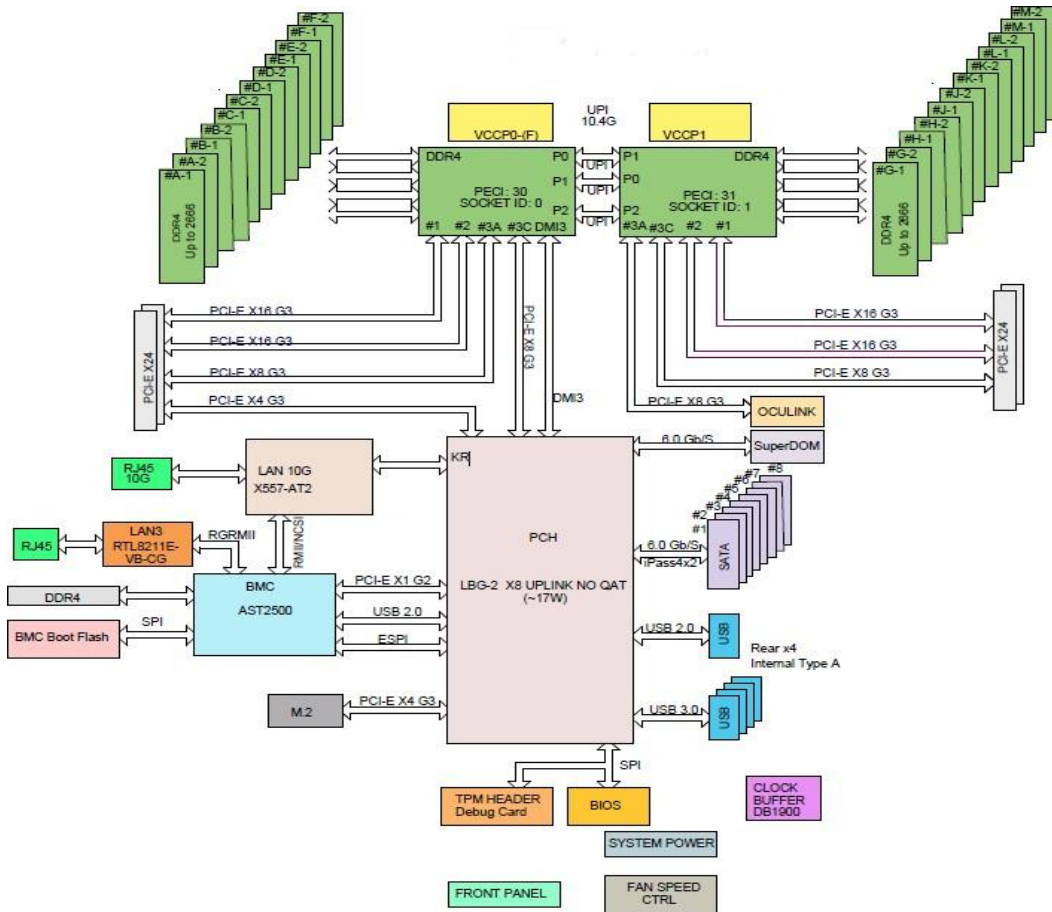 #F-2
#F-1
#E-2
#E-1
#D-2
#D-1
#C-2
#C-1
#B-2
#B-1
#A-2
#A-1
DDR4
Up to 2666
#M-2
#M-1
#L-2
#L-1
#K-2
#K-1
#J-2
#J-1
#H-2
#H-1
#G-2
#G-1
DDR4
Up to 2666
UPI
10.4G
VCCP0-(F)
VCCP1
DDR4
P0
P1
P2
PECI : 30
SOCKET ID: 0
#1 #2 #3A #3C DMI3
UPI
UPI
UPI
P1
P0
P2
DDR4
PECI : 31
SOCKET ID: 1
#3A #3C #2 #1
PCI-E X24
PCI-E X16 G3
PCI-E X16 G3
PCI-E X8 G3
PCI-E X4 G3
PCI-E X8 G3
DMI3
PCI-E X16 G3
PCI-E X16 G3
PCI-E X8 G3
PCI-E X24
PCI-E X8 G3
OCULINK
6.0 Gb/S
SuperDOM
RJ45
10G
LAN 10G
X557-AT2
KR
RJ45
LAN3
RTL8211E-
VB-CG
RGRMII
RMII/NCSI
PCH
LBG-2 X8 UPLINK NO QAT
(~17W)
#8
#7
#6
#5
#4
#3
#2
#1
6.0 Gb/S
iPass4x2
SATA
DDR4
BMC
AST2500
PCI-E X1 G2
USB 2.0
ESPI
BMC Boot Flash
SPI
USB 2.0
USB
Rear x4
Internal Type A
M.2
PCI-E X4 G3
USB 3.0
USB
SPI
TPM HEADER
Debug Card
BIOS
CLOCK
BUFFER
DB1900
SYSTEM POWER
FRONT PANEL
FAN SPEED
CTRL